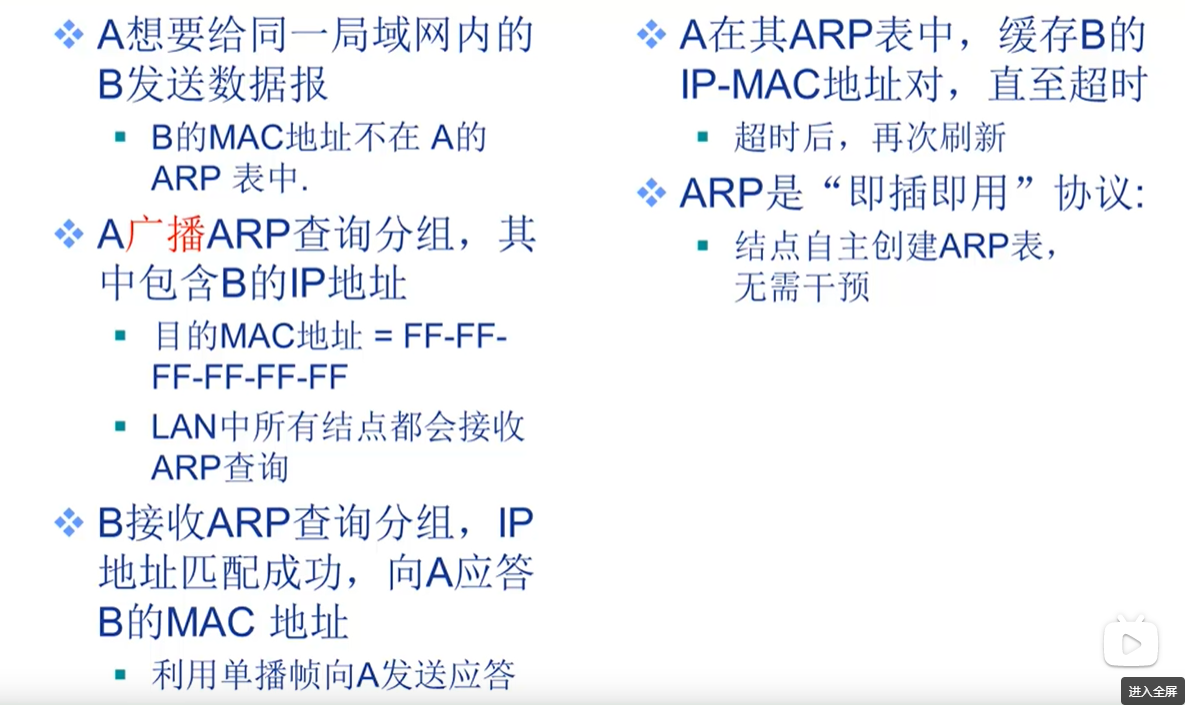 A想要给同一局域网内的
B发送数据报
B的MAC地址不在 A的
ARP 表中.
A广播ARP查询分组，其
中包含B的IP地址
目的MAC地址 = FF-FF-
FF-FF-FF-FF
LAN中所有结点都会接收
ARP查询
B接收ARP查询分组，IP
地址匹配成功，向A应答
B的MAC 地址
利用单播帧向A发送应答
A在其ARP表中，缓存B的
IP-MAC地址对，直至超时
超时后，再次刷新
ARP是“即插即用”协议:
结点自主创建ARP表，
无需干预
进入全屏